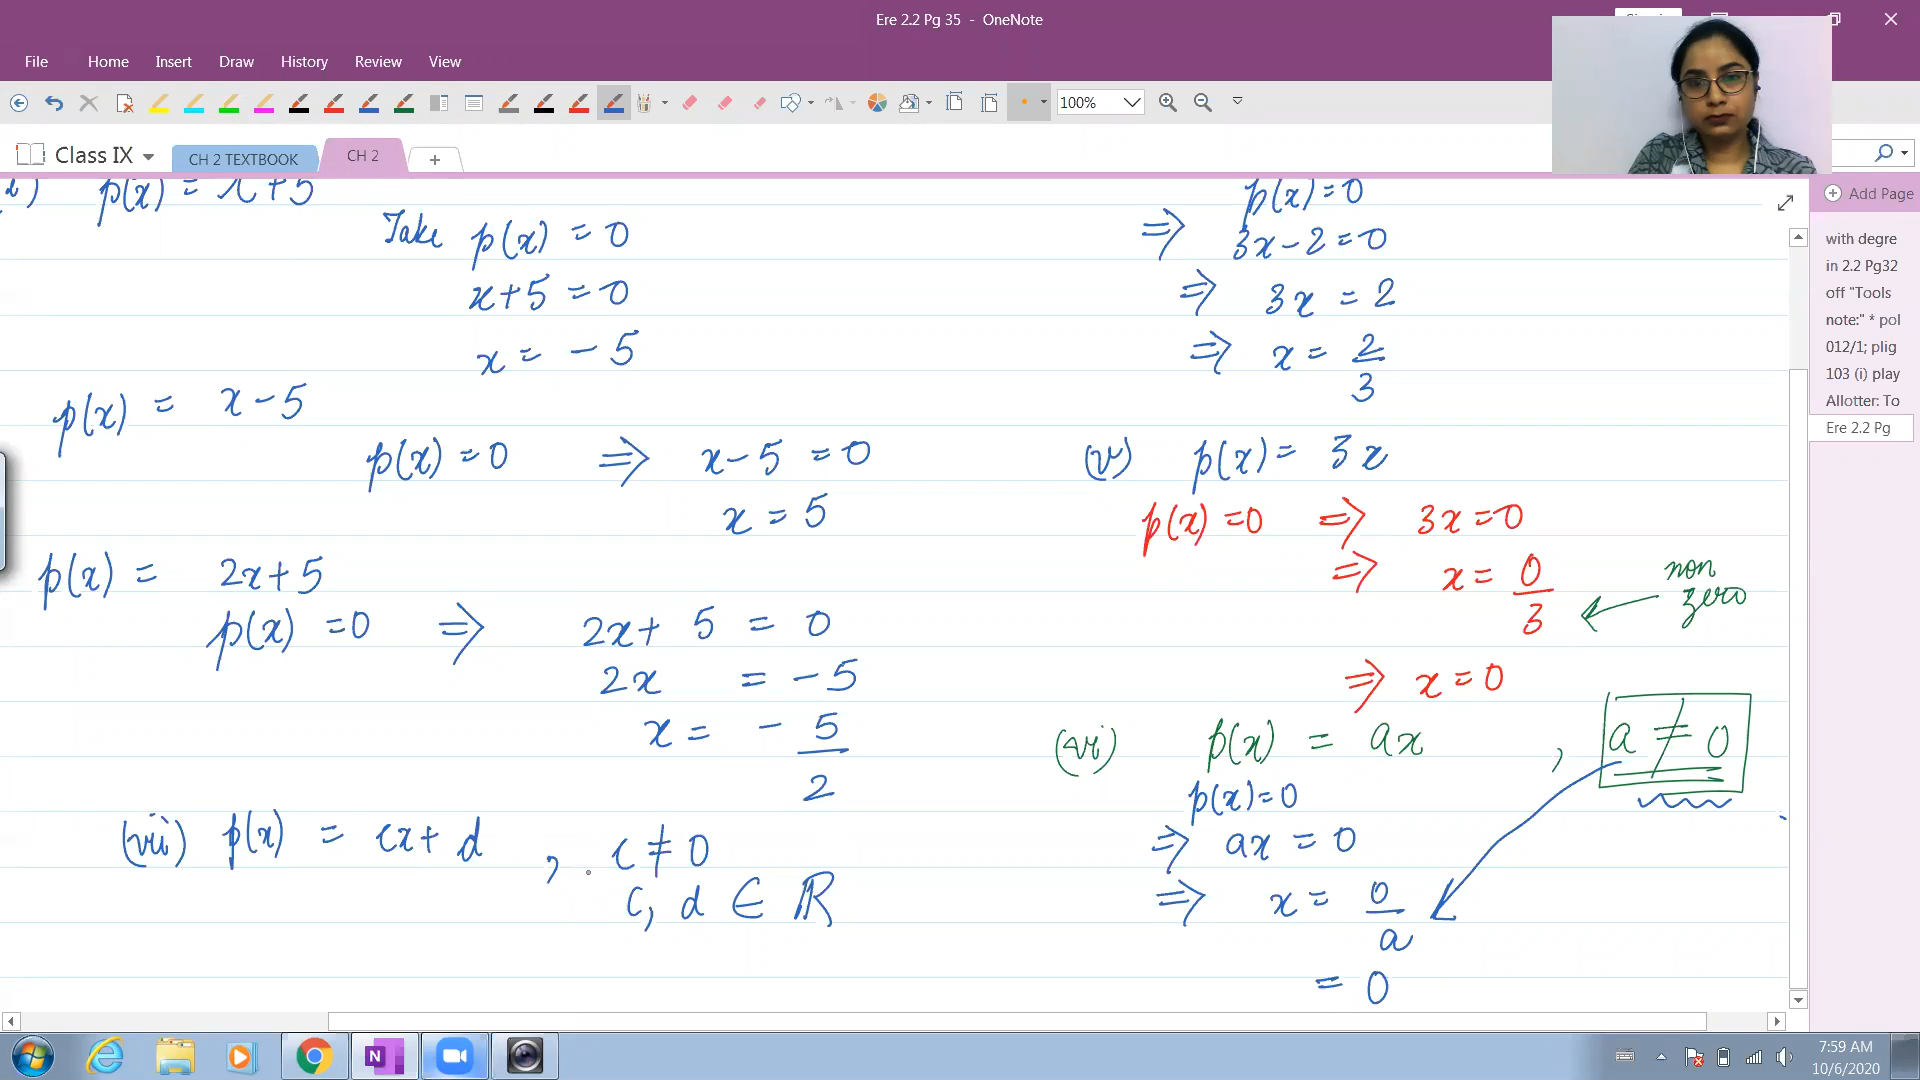 Ere 2.2 Pg 35 - OneNote
File Home Insert Draw History Review View
100%
Class IX
CH 2 TEXTBOOK
CH 2
Add Page
with degre
in 2.2 Pg32
off "Tools
note:" * pol
012/1; plig
103 (i) play
Allotter: To
Ere 2.2 Pg
p(x) = x+5
Take p(x) = 0
x+5 = 0
x = -5
p(x) = x-5
p(x) = 0 ⇒ x-5 = 0
x = 5
p(x) = 2x+5
p(x) = 0 ⇒ 2x+ 5 = 0
2x = -5
x = - 5/2
(vii) p(x) = cx+d , c ≠ 0
c, d ∈ ℝ
p(x) = 0
⇒ 3x-2=0
⇒ 3x = 2
⇒ x = 2/3
(v) p(x) = 3x
p(x) = 0 ⇒ 3x = 0
⇒ x = 0/3
non
zero
⇒ x = 0
(vi) p(x) = ax , a ≠ 0
p(x)=0
⇒ ax = 0
⇒ x = 0/a
= 0
7:59 AM
10/6/2020